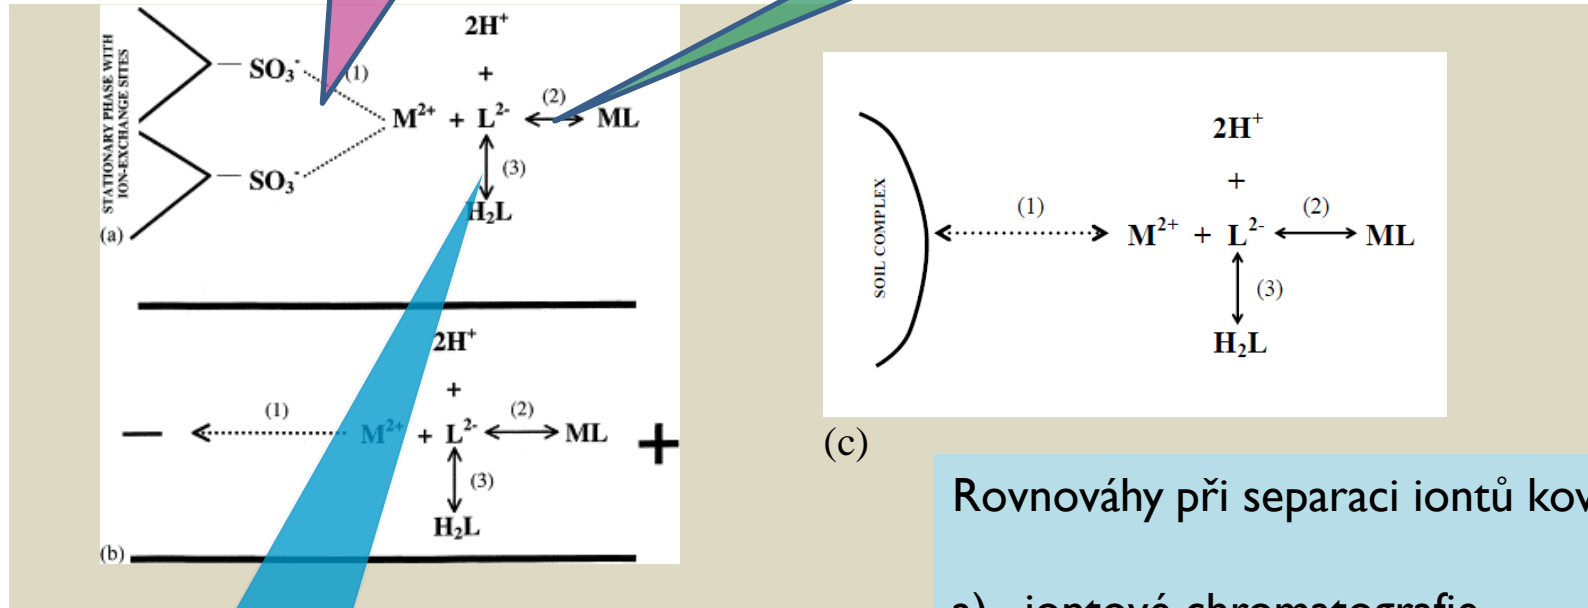 STATIONARY PHASE WITH
ION-EXCHANGE SITES
2H⁺
SO₃⁻ (1)
+
M²⁺ + L²⁻ (2) ML
(3)
SO₃⁻
H₂L
(a)
2H⁺
+
− (1) M²⁺ + L²⁻ (2) ML +
(3)
H₂L
(b)
SOIL COMPLEX
2H⁺
+
(1) M²⁺ + L²⁻ (2) ML
(3)
H₂L
(c)
Rovnováhy při separaci iontů kov
a) iontová chromatografie